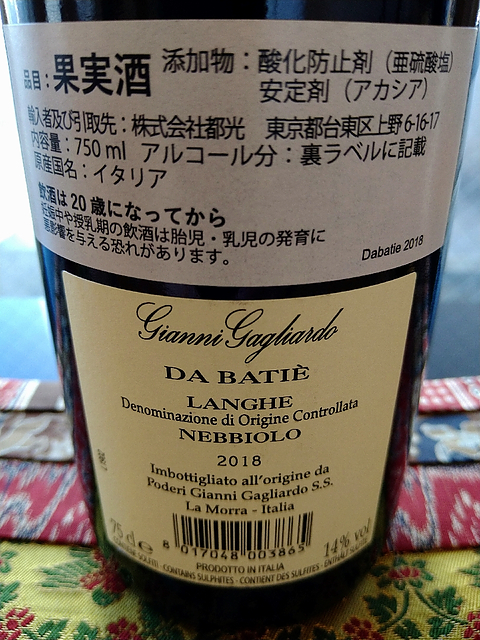 品目：果実酒 添加物：酸化防止剤（亜硫酸塩）
安定剤（アカシア）
輸入者及び引取先：株式会社都光 東京都台東区上野6-16-17
内容量：750 ml アルコール分：裏ラベルに記載
原産国名：イタリア
飲酒は20歳になってから
妊娠中や授乳期の飲酒は胎児・乳児の発育に
悪影響を与える恐れがあります。
Dabatie 2018
Gianni Gagliardo
DA BATIÈ
LANGHE
Denominazione di Origine Controllata
NEBBIOLO
2018
Imbottigliato all'origine da
Poderi Gianni Gagliardo S.S.
La Morra - Italia
75 cl e
8 017048 003865
14% vol
PRODOTTO IN ITALIA
CONTAINS SULPHITES - CONTIENT DES SULFITES